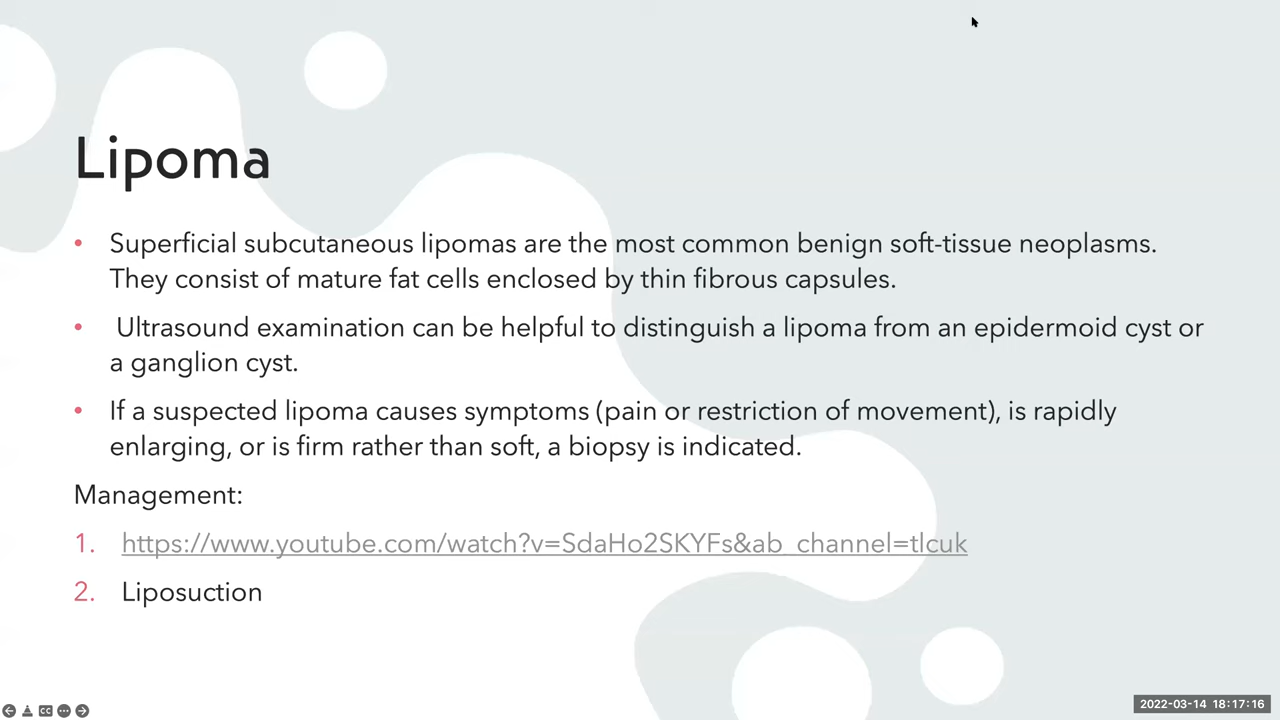 Lipoma
• Superficial subcutaneous lipomas are the most common benign soft-tissue neoplasms.
They consist of mature fat cells enclosed by thin fibrous capsules.
• Ultrasound examination can be helpful to distinguish a lipoma from an epidermoid cyst or
a ganglion cyst.
• If a suspected lipoma causes symptoms (pain or restriction of movement), is rapidly
enlarging, or is firm rather than soft, a biopsy is indicated.
Management:
1. https://www.youtube.com/watch?v=SdaHo2SKYFs&ab_channel=tlcuk
2. Liposuction
CC
2022-03-14 18:17:16